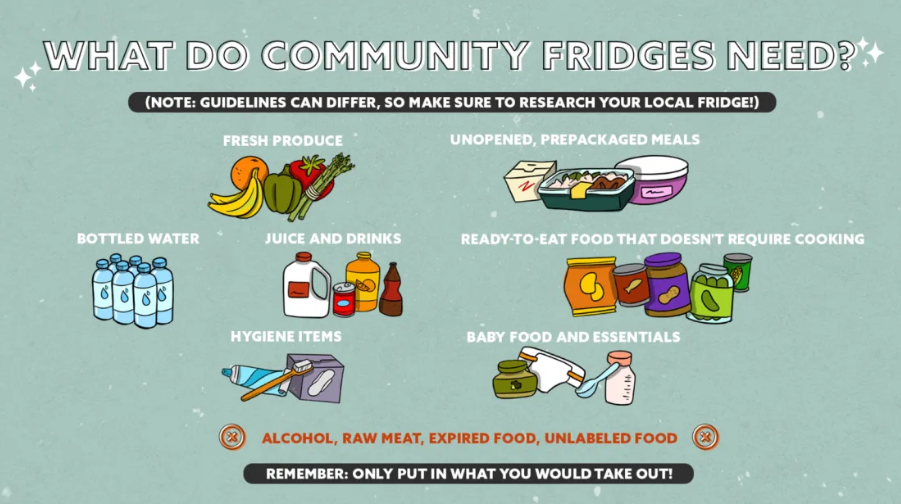 WHAT DO COMMUNITY FRIDGES NEED?
(NOTE: GUIDELINES CAN DIFFER, SO MAKE SURE TO RESEARCH YOUR LOCAL FRIDGE!)
FRESH PRODUCE
UNOPENED, PREPACKAGED MEALS
BOTTLED WATER
JUICE AND DRINKS
READY-TO-EAT FOOD THAT DOESN'T REQUIRE COOKING
HYGIENE ITEMS
BABY FOOD AND ESSENTIALS
ALCOHOL, RAW MEAT, EXPIRED FOOD, UNLABELED FOOD
REMEMBER: ONLY PUT IN WHAT YOU WOULD TAKE OUT!